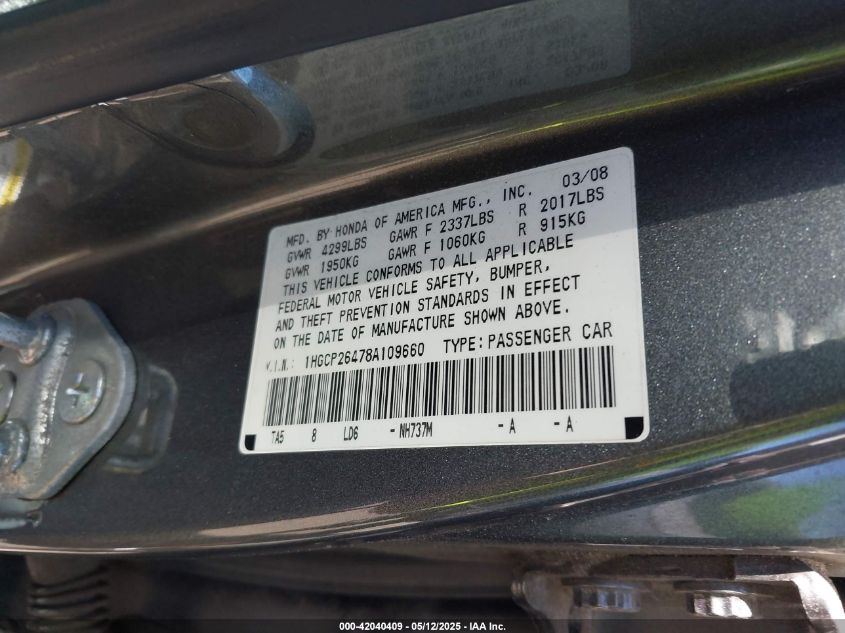 MFD. BY HONDA OF AMERICA MFG., INC. 03/08
GVWR 4299LBS GAWR F 2337LBS R 2017LBS
GVWR 1950KG GAWR F 1060KG R 915KG
THIS VEHICLE CONFORMS TO ALL APPLICABLE
FEDERAL MOTOR VEHICLE SAFETY, BUMPER,
AND THEFT PREVENTION STANDARDS IN EFFECT
ON THE DATE OF MANUFACTURE SHOWN ABOVE.
V.I.N.: 1HGCP26478A109660 TYPE: PASSENGER CAR
TA5 8 LD6 - NH737M - A - A
000-42040409 - 05/12/2025 - IAA Inc.